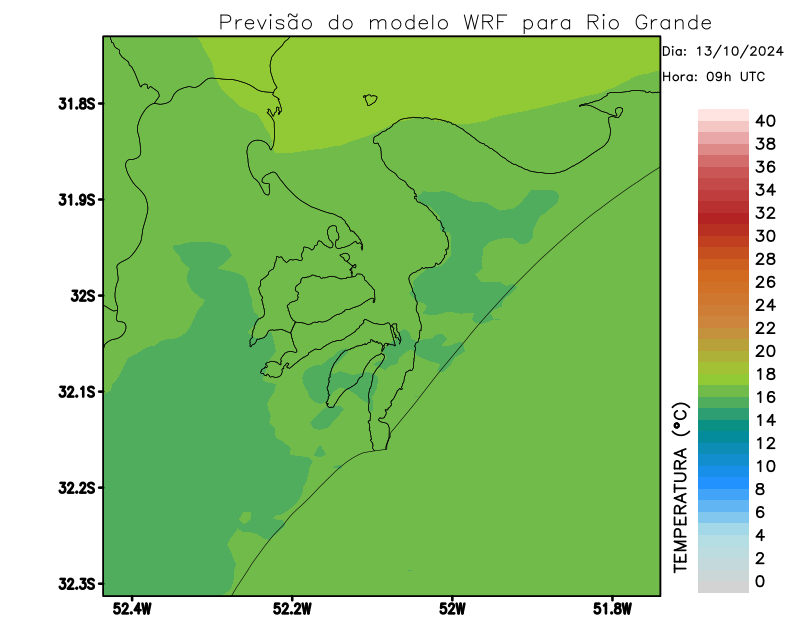 Previsão do modelo WRF para Rio Grande
Dia: 13/10/2024
Hora: 09h UTC
31.8S
31.9S
32S
32.1S
32.2S
32.3S
52.4W
52.2W
52W
51.8W
TEMPERATURA (°C)
40
38
36
34
32
30
28
26
24
22
20
18
16
14
12
10
8
6
4
2
0